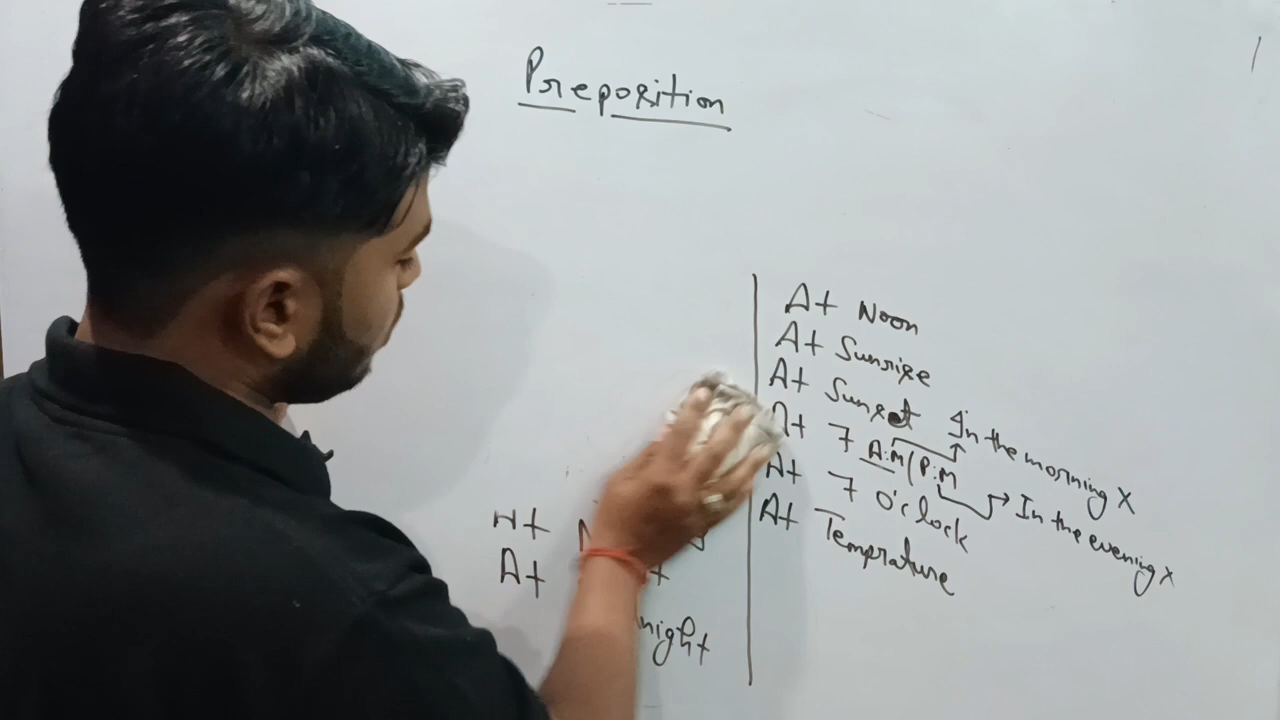 Preposition
At
At
night
At Noon
At Sunrise
At Sunset
At 7 A.M/P.M In the morning X
At 7 O'clock In the evening X
At Temprature